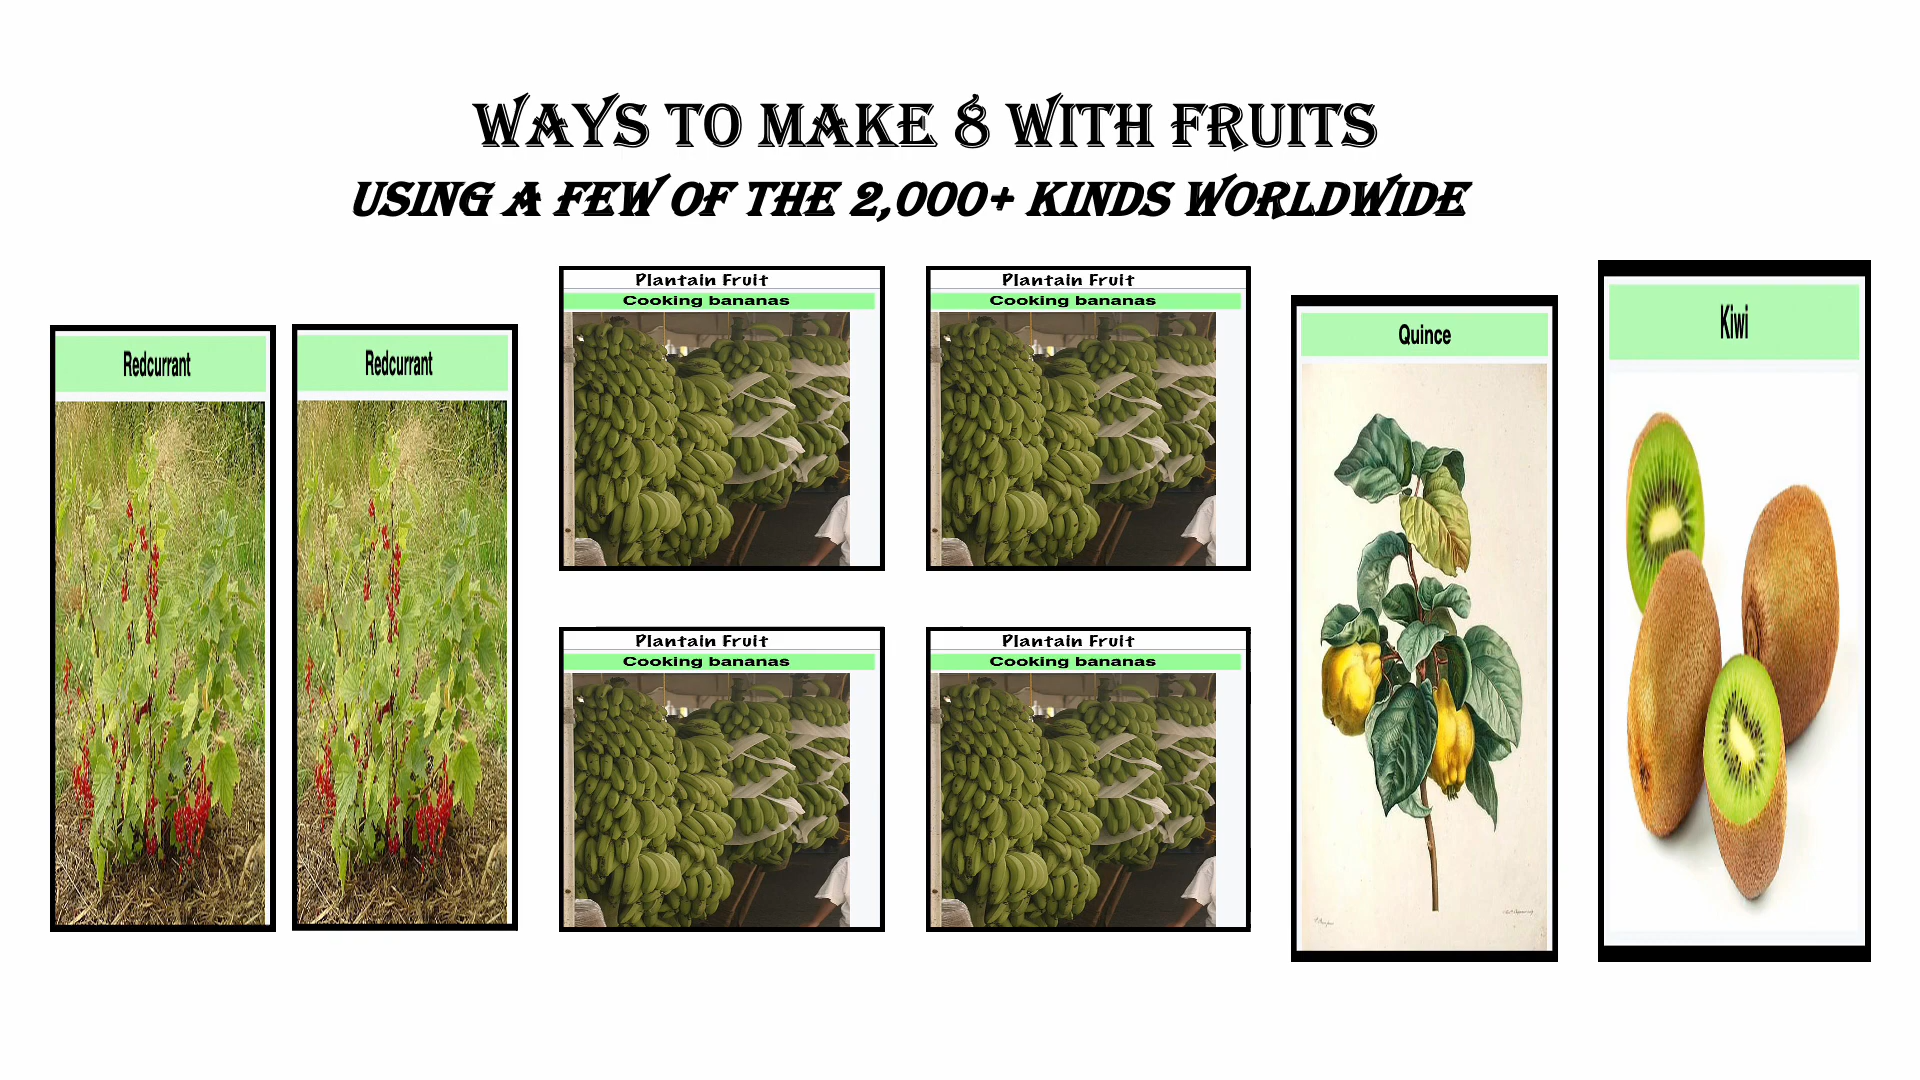 WAYS TO MAKE 8 WITH FRUITS
USING A FEW OF THE 2,000+ KINDS WORLDWIDE
Redcurrant
Redcurrant
Plantain Fruit
Cooking bananas
Plantain Fruit
Cooking bananas
Plantain Fruit
Cooking bananas
Plantain Fruit
Cooking bananas
Quince
Kiwi